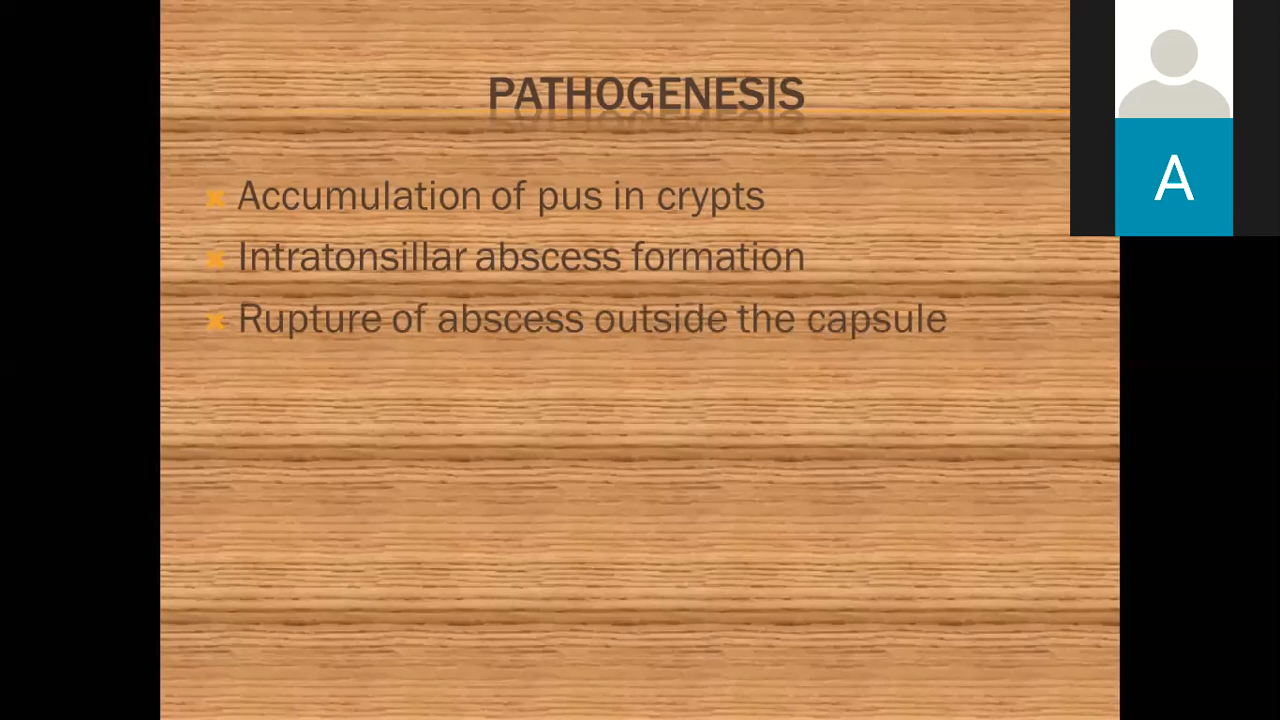 PATHOGENESIS
Accumulation of pus in crypts
Intratonsillar abscess formation
Rupture of abscess outside the capsule
A